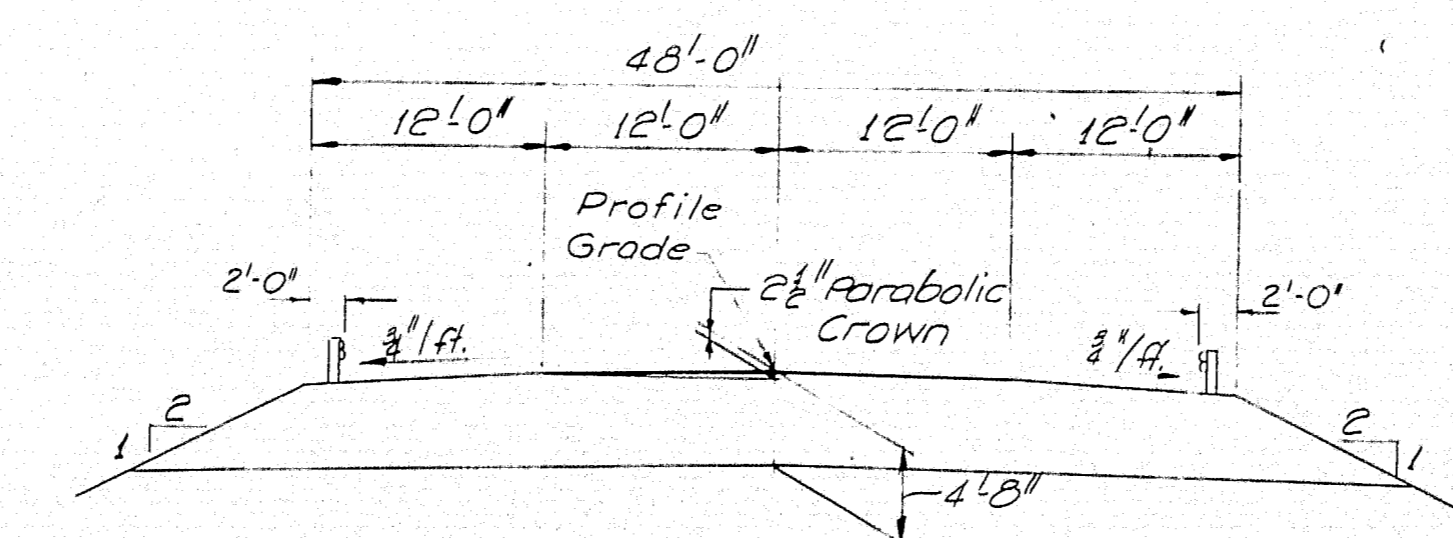 48'-0"
12'-0" 12'-0" 12'-0" 12'-0"
Profile
Grade
2'-0" 2½" Parabolic 2'-0"
Crown
¾"/ft. ¾"/ft.
2 2
1 1
4'-8"